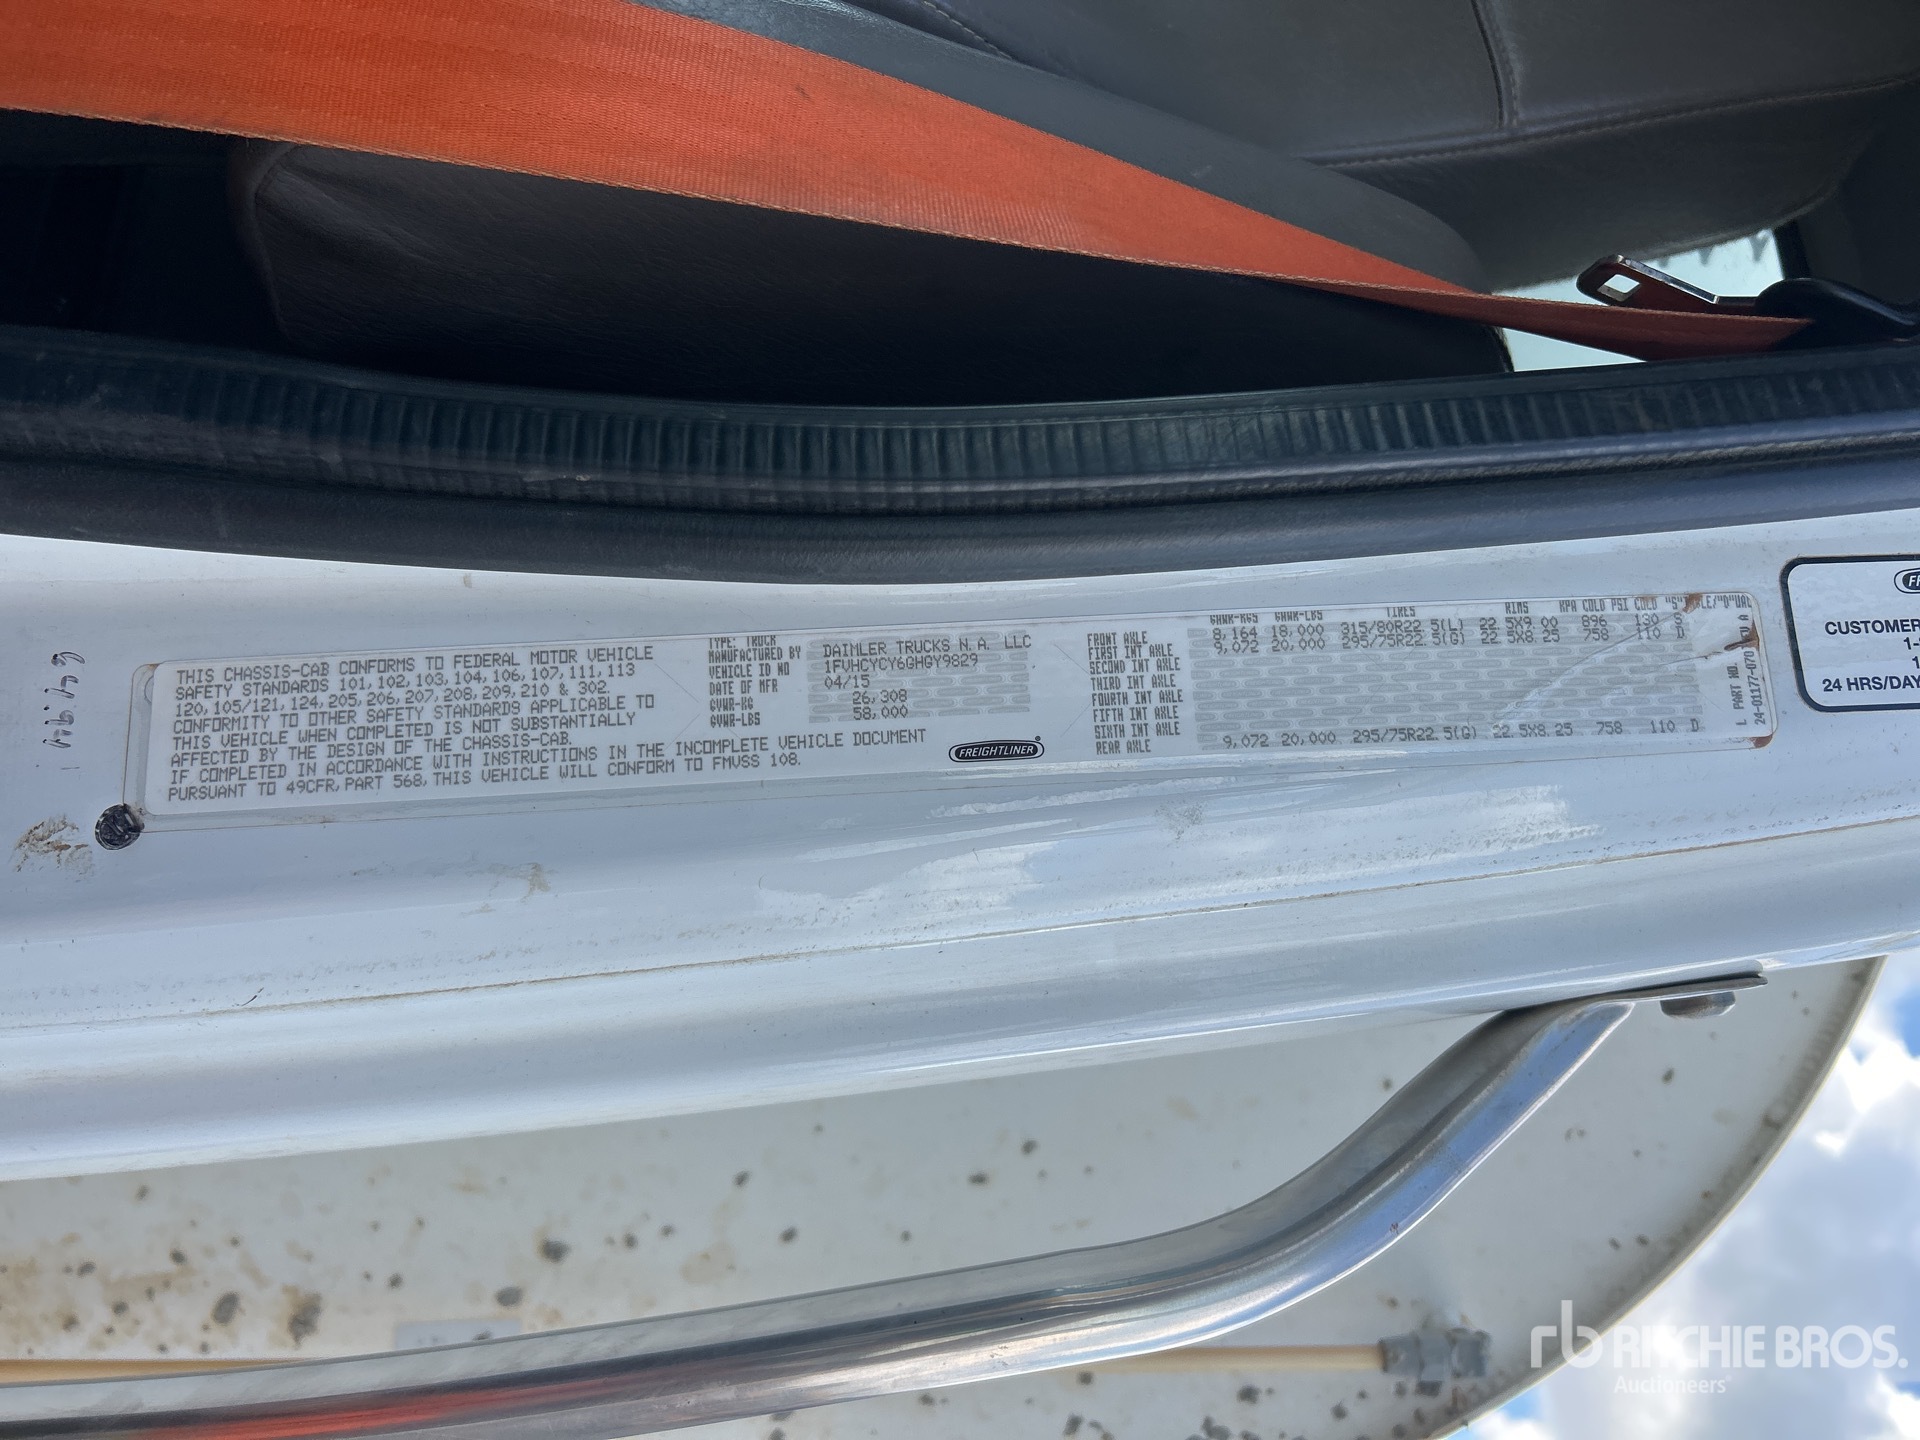 THIS CHASSIS-CAB CONFORMS TO FEDERAL MOTOR VEHICLE
SAFETY STANDARDS 101, 102, 103, 104, 106, 107, 111, 113
120, 105/121, 124, 205, 206, 207, 208, 209, 210 & 302.
CONFORMITY TO OTHER SAFETY STANDARDS APPLICABLE TO
THIS VEHICLE WHEN COMPLETED IS NOT SUBSTANTIALLY
AFFECTED BY THE DESIGN OF THE CHASSIS-CAB.
IF COMPLETED IN ACCORDANCE WITH INSTRUCTIONS IN THE INCOMPLETE VEHICLE DOCUMENT
PURSUANT TO 49CFR, PART 568, THIS VEHICLE WILL CONFORM TO FMVSS 108.
TYPE: TRUCK
MANUFACTURED BY DAIMLER TRUCKS N.A. LLC
VEHICLE ID NO 1FVHCYCY6GHGY9829
DATE OF MFR 04/15
GVWR-KG 26,308
GVWR-LBS 58,000
FREIGHTLINER
GAWR-KGS GAWR-LBS TIRES RIMS KPA COLD PSI COLD "S"INGLE/"D"UAL
FRONT AXLE 8,164 18,000 315/80R22.5(L) 22.5X9.00 896 130 S
FIRST INT AXLE 9,072 20,000 295/75R22.5(G) 22.5X8.25 758 110 D
SECOND INT AXLE
THIRD INT AXLE
FOURTH INT AXLE
FIFTH INT AXLE
SIXTH INT AXLE
REAR AXLE 9,072 20,000 295/75R22.5(G) 22.5X8.25 758 110 D
L PART NO.
24-01177-070 REV A
CUSTOMER
1-
1
24 HRS/DAY
rb RITCHIE BROS.
Auctioneers